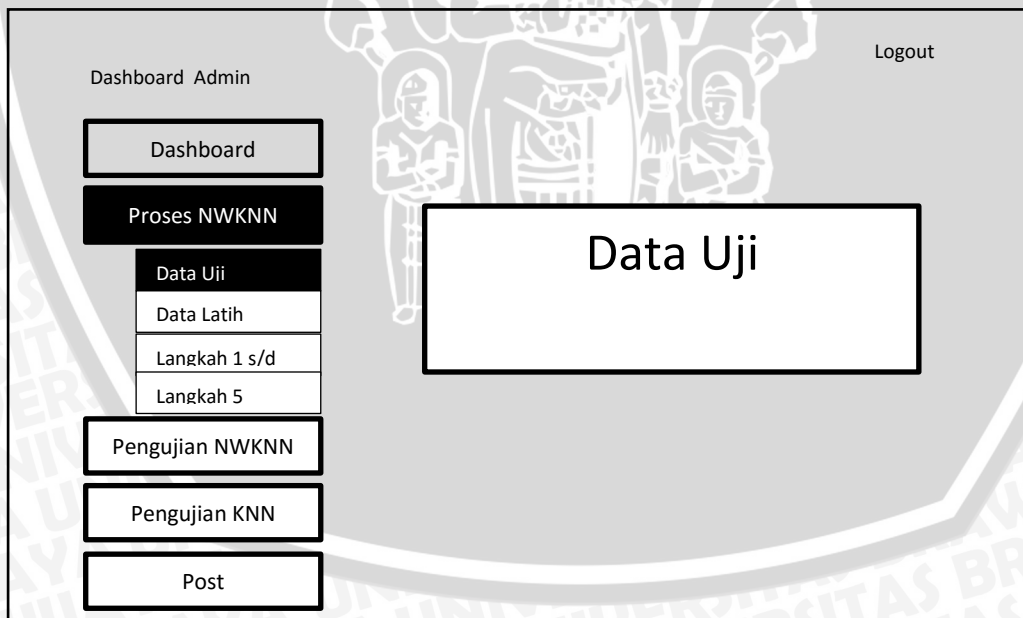 Logout
Dashboard Admin
Dashboard
Proses NWKNN
Data Uji
Data Uji
Data Latih
Langkah 1 s/d
Langkah 5
Pengujian NWKNN
Pengujian KNN
Post